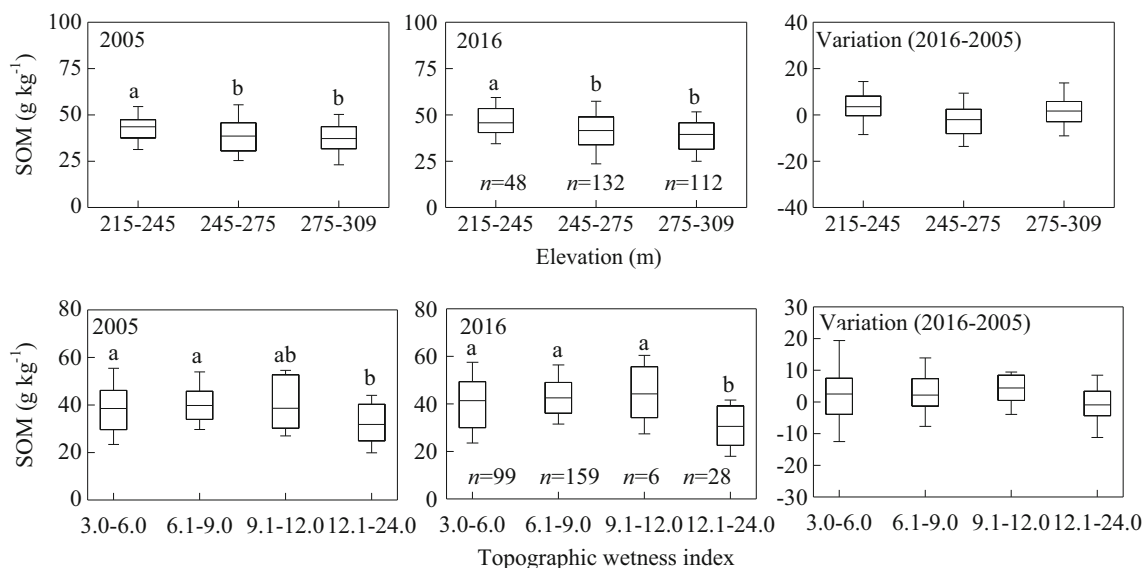 100
75
50
25
0
SOM (g kg⁻¹)
2005
a
b
b
215-245
245-275
275-309
100
75
50
25
0
2016
a
b
b
n=48
n=132
n=112
215-245
245-275
275-309
40
20
0
-20
-40
Variation (2016-2005)
215-245
245-275
275-309
Elevation (m)
80
60
40
20
0
SOM (g kg⁻¹)
2005
a
a
ab
b
3.0-6.0
6.1-9.0
9.1-12.0
12.1-24.0
80
60
40
20
0
2016
a
a
a
b
n=99
n=159
n=6
n=28
3.0-6.0
6.1-9.0
9.1-12.0
12.1-24.0
30
20
10
0
-10
-20
-30
Variation (2016-2005)
3.0-6.0
6.1-9.0
9.1-12.0
12.1-24.0
Topographic wetness index